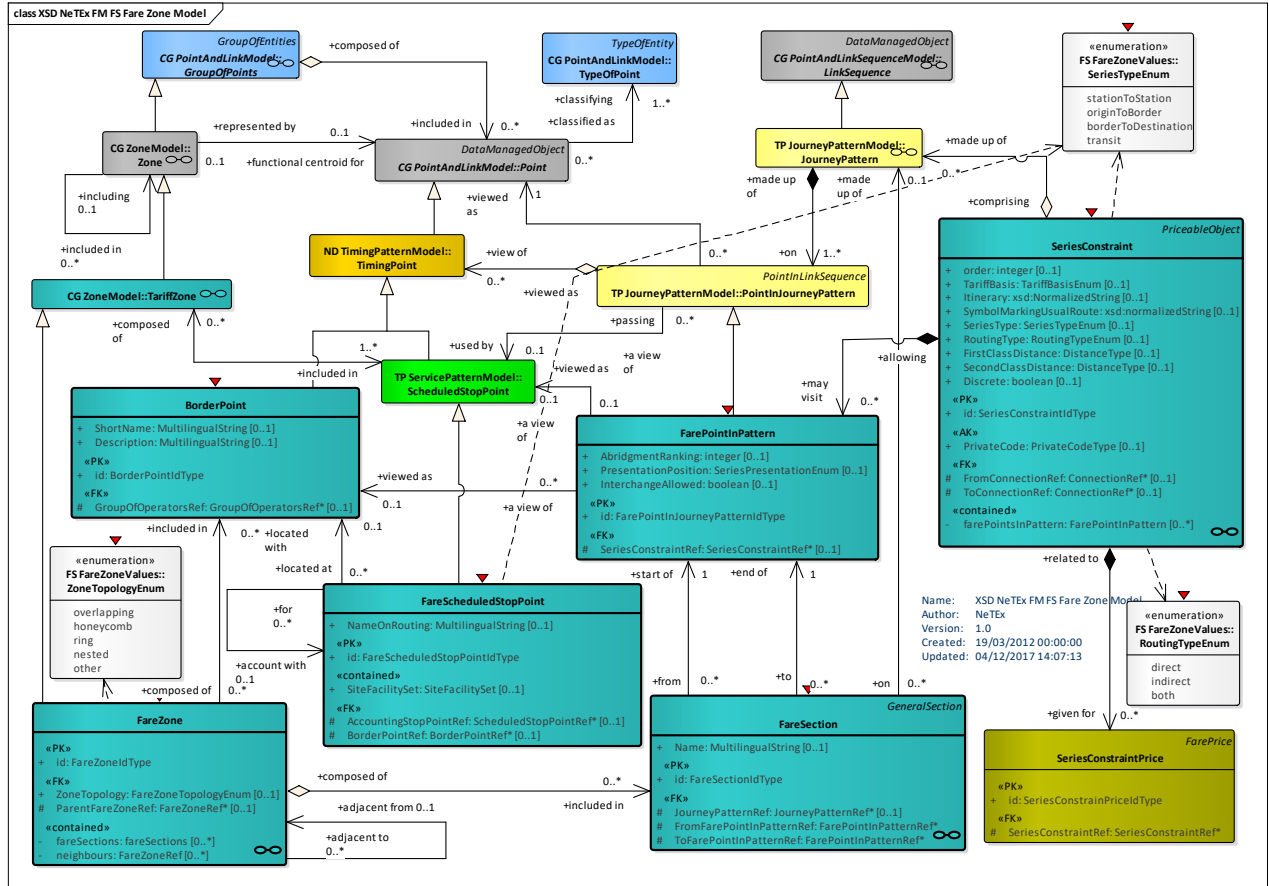 class XSD NeTEx FM FS Fare Zone Model
GroupOfEntities
CG PointAndLinkModel::
GroupOfPoints
+composed of
TypeOfEntity
CG PointAndLinkModel::
TypeOfPoint
DataManagedObject
CG PointAndLinkSequenceModel::
LinkSequence
«enumeration»
FS FareZoneValues::
SeriesTypeEnum
stationToStation
originToBorder
borderToDestination
transit
+classifying
1..*
+classified as
0..*
+included in
0..*
+represented by
0..1
0..1
+functional centroid for
CG ZoneModel::
Zone
DataManagedObject
CG PointAndLinkModel::Point
TP JourneyPatternModel::
JourneyPattern
+made up of
0..*
+made up
of
+made up
of
0..1
+comprising
+including
0..1
+included in
0..*
+viewed
as
1
+on
1..*
0..*
ND TimingPatternModel::
TimingPoint
+view of
0..*
+viewed as
PointInLinkSequence
TP JourneyPatternModel::PointInJourneyPattern
CG ZoneModel::TariffZone
+composed
of
0..*
1..*
+included in
+passing
0..*
+used by
0..1
+viewed as
0..1
0..1
+a view
of
+a view
of
TP ServicePatternModel::
ScheduledStopPoint
PriceableObject
SeriesConstraint
+ order: integer [0..1]
+ TariffBasis: TariffBasisEnum [0..1]
+ Itinerary: xsd:NormalizedString [0..1]
+ SymbolMarkingUsualRoute: xsd:normalizedString [0..1]
+ SeriesType: SeriesTypeEnum [0..1]
+ RoutingType: RoutingTypeEnum [0..1]
+ FirstClassDistance: DistanceType [0..1]
+ SecondClassDistance: DistanceType [0..1]
+ Discrete: boolean [0..1]
«PK»
+ id: SeriesConstraintIdType
«AK»
+ PrivateCode: PrivateCodeType [0..1]
«FK»
# FromConnectionRef: ConnectionRef* [0..1]
# ToConnectionRef: ConnectionRef* [0..1]
«contained»
- farePointsInPattern: FarePointInPattern [0..*]
+allowing
+may
visit
0..*
BorderPoint
+ ShortName: MultilingualString [0..1]
+ Description: MultilingualString [0..1]
«PK»
+ id: BorderPointIdType
«FK»
# GroupOfOperatorsRef: GroupOfOperatorsRef* [0..1]
FarePointInPattern
+ AbridgmentRanking: integer [0..1]
+ PresentationPosition: SeriesPresentationEnum [0..1]
+ InterchangeAllowed: boolean [0..1]
«PK»
+ id: FarePointInJourneyPatternIdType
«FK»
# SeriesConstraintRef: SeriesConstraintRef* [0..1]
+viewed as
0..1
0..*
+a view of
+included in
0..*
+located
with
0..1
+located at
0..*
+for
0..*
+account with
0..1
«enumeration»
FS FareZoneValues::
ZoneTopologyEnum
overlapping
honeycomb
ring
nested
other
FareScheduledStopPoint
+ NameOnRouting: MultilingualString [0..1]
«PK»
+ id: FareScheduledStopPointIdType
«contained»
+ SiteFacilitySet: SiteFacilitySet [0..1]
«FK»
# AccountingStopPointRef: ScheduledStopPointRef* [0..1]
# BorderPointRef: BorderPointRef* [0..1]
+start of
1
+end of
1
+from
0..*
+to
0..*
+on
0..*
+related to
Name: XSD NeTEx FM FS Fare Zone Model
Author: NeTEx
Version: 1.0
Created: 19/03/2012 00:00:00
Updated: 04/12/2017 14:07:13
«enumeration»
FS FareZoneValues::
RoutingTypeEnum
direct
indirect
both
+given for
0..*
+composed of
0..*
FareZone
«PK»
+ id: FareZoneIdType
«FK»
+ ZoneTopology: FareZoneTopologyEnum [0..1]
# ParentFareZoneRef: FareZoneRef* [0..1]
«contained»
- fareSections: fareSections [0..*]
- neighbours: FareZoneRef [0..*]
+composed of
0..*
+included in
+adjacent from 0..1
+adjacent to
0..*
GeneralSection
FareSection
+ Name: MultilingualString [0..1]
«PK»
+ id: FareSectionIdType
«FK»
# JourneyPatternRef: JourneyPatternRef* [0..1]
# FromFarePointInPatternRef: FarePointInPatternRef*
# ToFarePointInPatternRef: FarePointInPatternRef*
FarePrice
SeriesConstraintPrice
«PK»
+ id: SeriesConstrainPriceIdType
«FK»
# SeriesConstraintRef: SeriesConstraintRef*